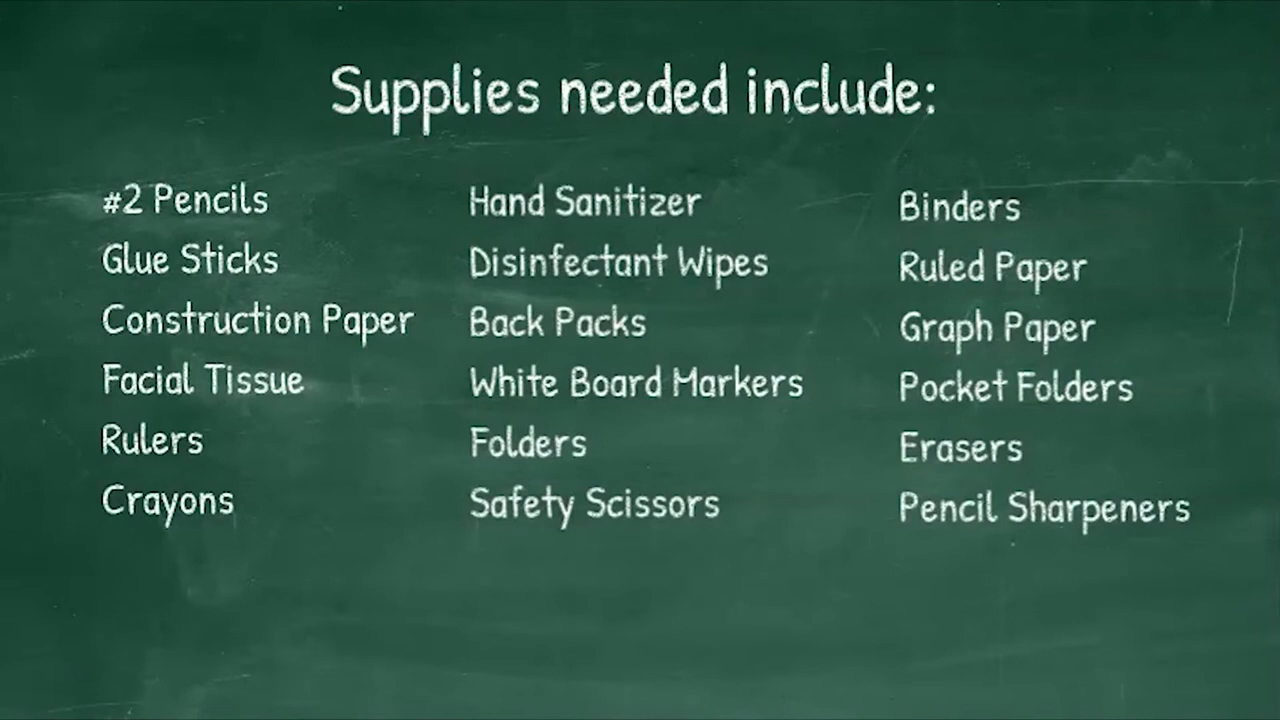 Supplies needed include:
#2 Pencils
Glue Sticks
Construction Paper
Facial Tissue
Rulers
Crayons
Hand Sanitizer
Disinfectant Wipes
Back Packs
White Board Markers
Folders
Safety Scissors
Binders
Ruled Paper
Graph Paper
Pocket Folders
Erasers
Pencil Sharpeners